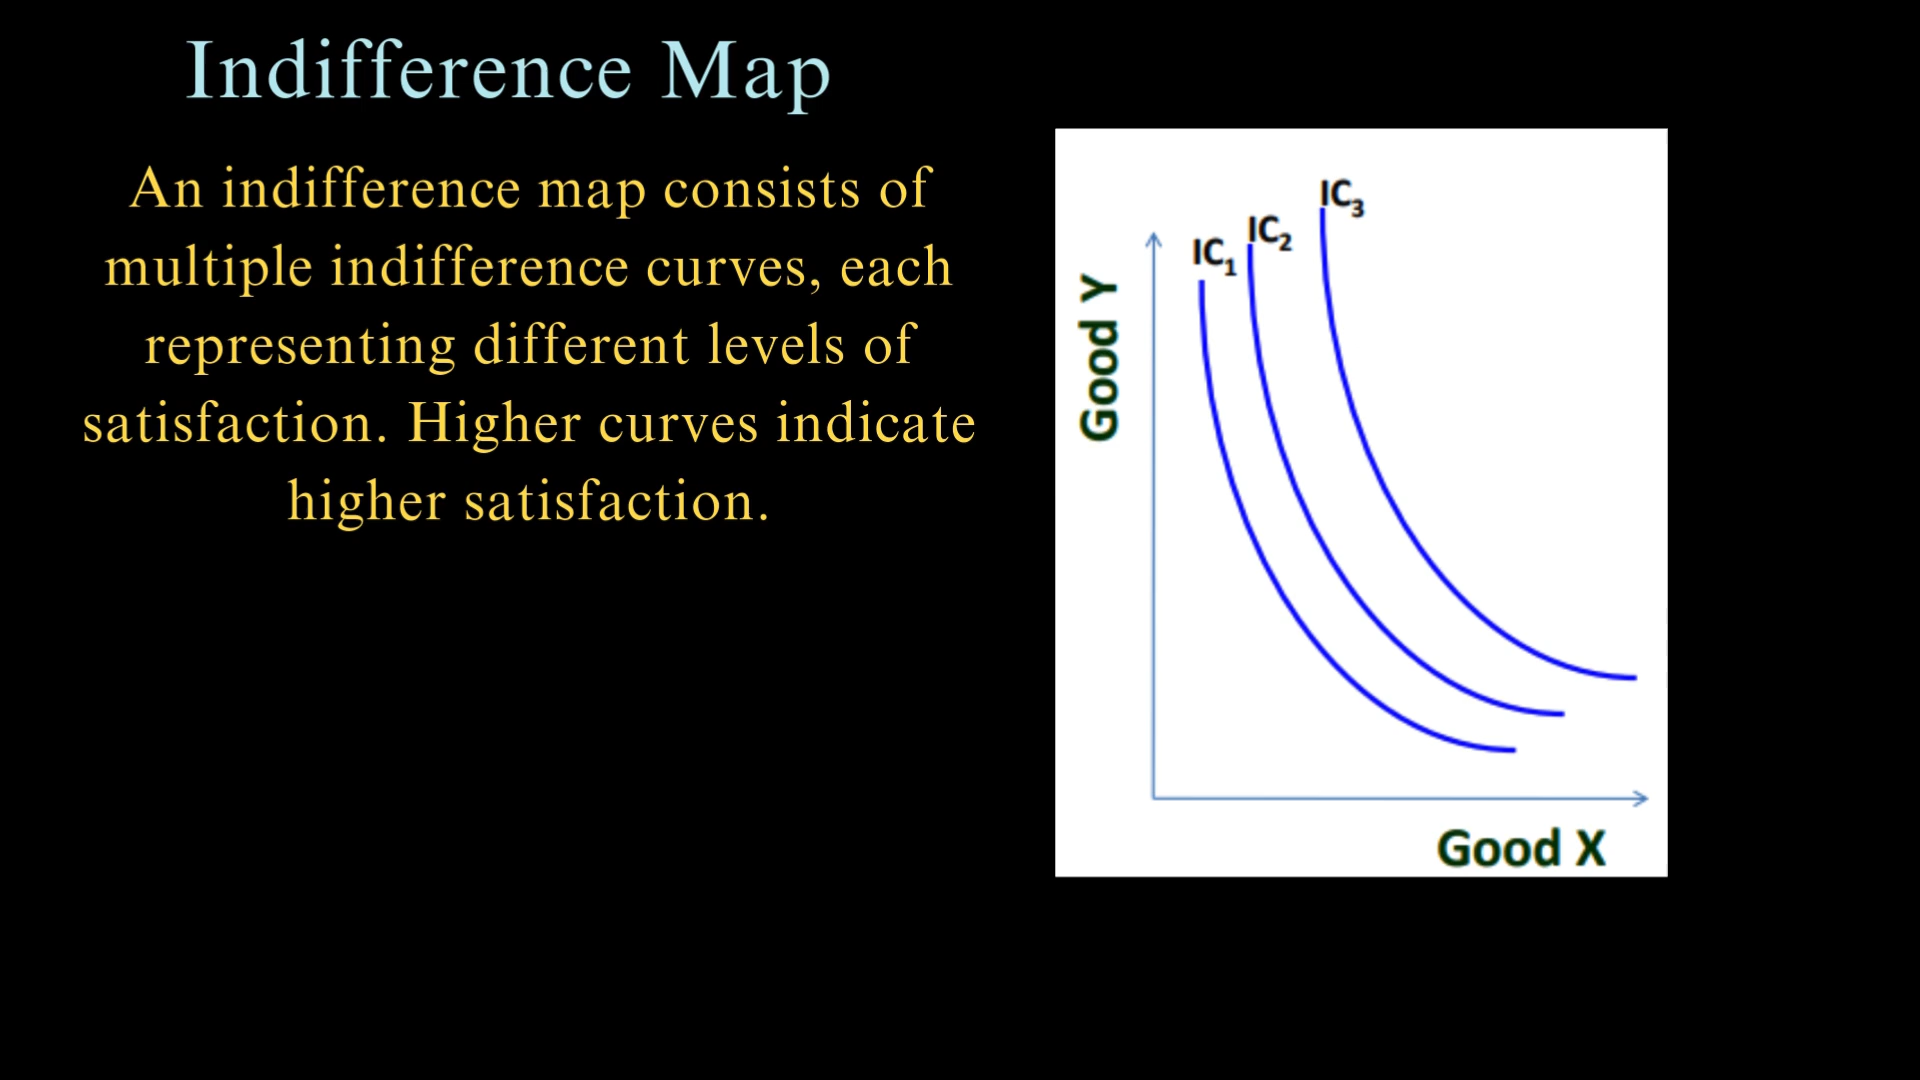 Indifference Map
An indifference map consists of
multiple indifference curves, each
representing different levels of
satisfaction. Higher curves indicate
higher satisfaction.
IC₃
IC₂
IC₁
Good Y
Good X